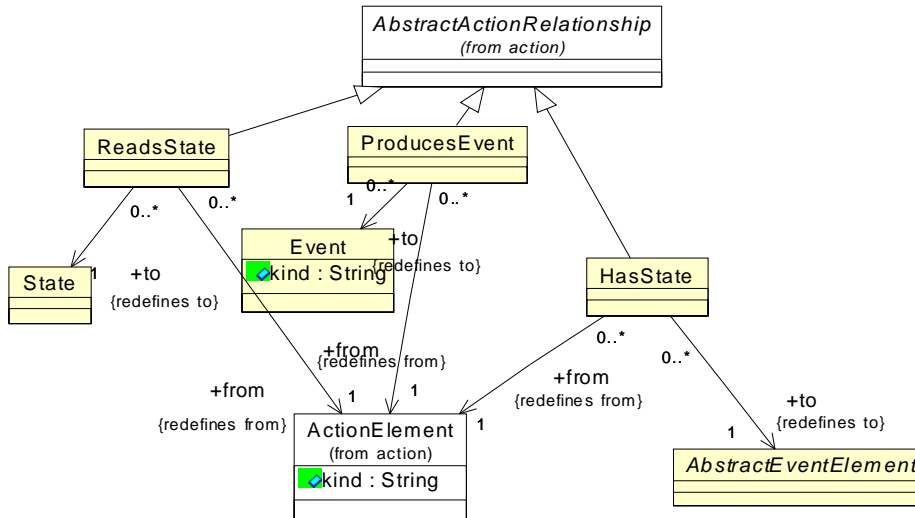 AbstractActionRelationship
(from action)
ReadsState
ProducesEvent
0..*
0..*
1
0..*
0..*
Event
kind : String
+to
{redefines to}
State
1
+to
{redefines to}
HasState
0..*
0..*
+from
{redefines from}
+from
{redefines from}
+from
{redefines from}
+to
{redefines to}
1
1
1
1
ActionElement
(from action)
kind : String
AbstractEventElement